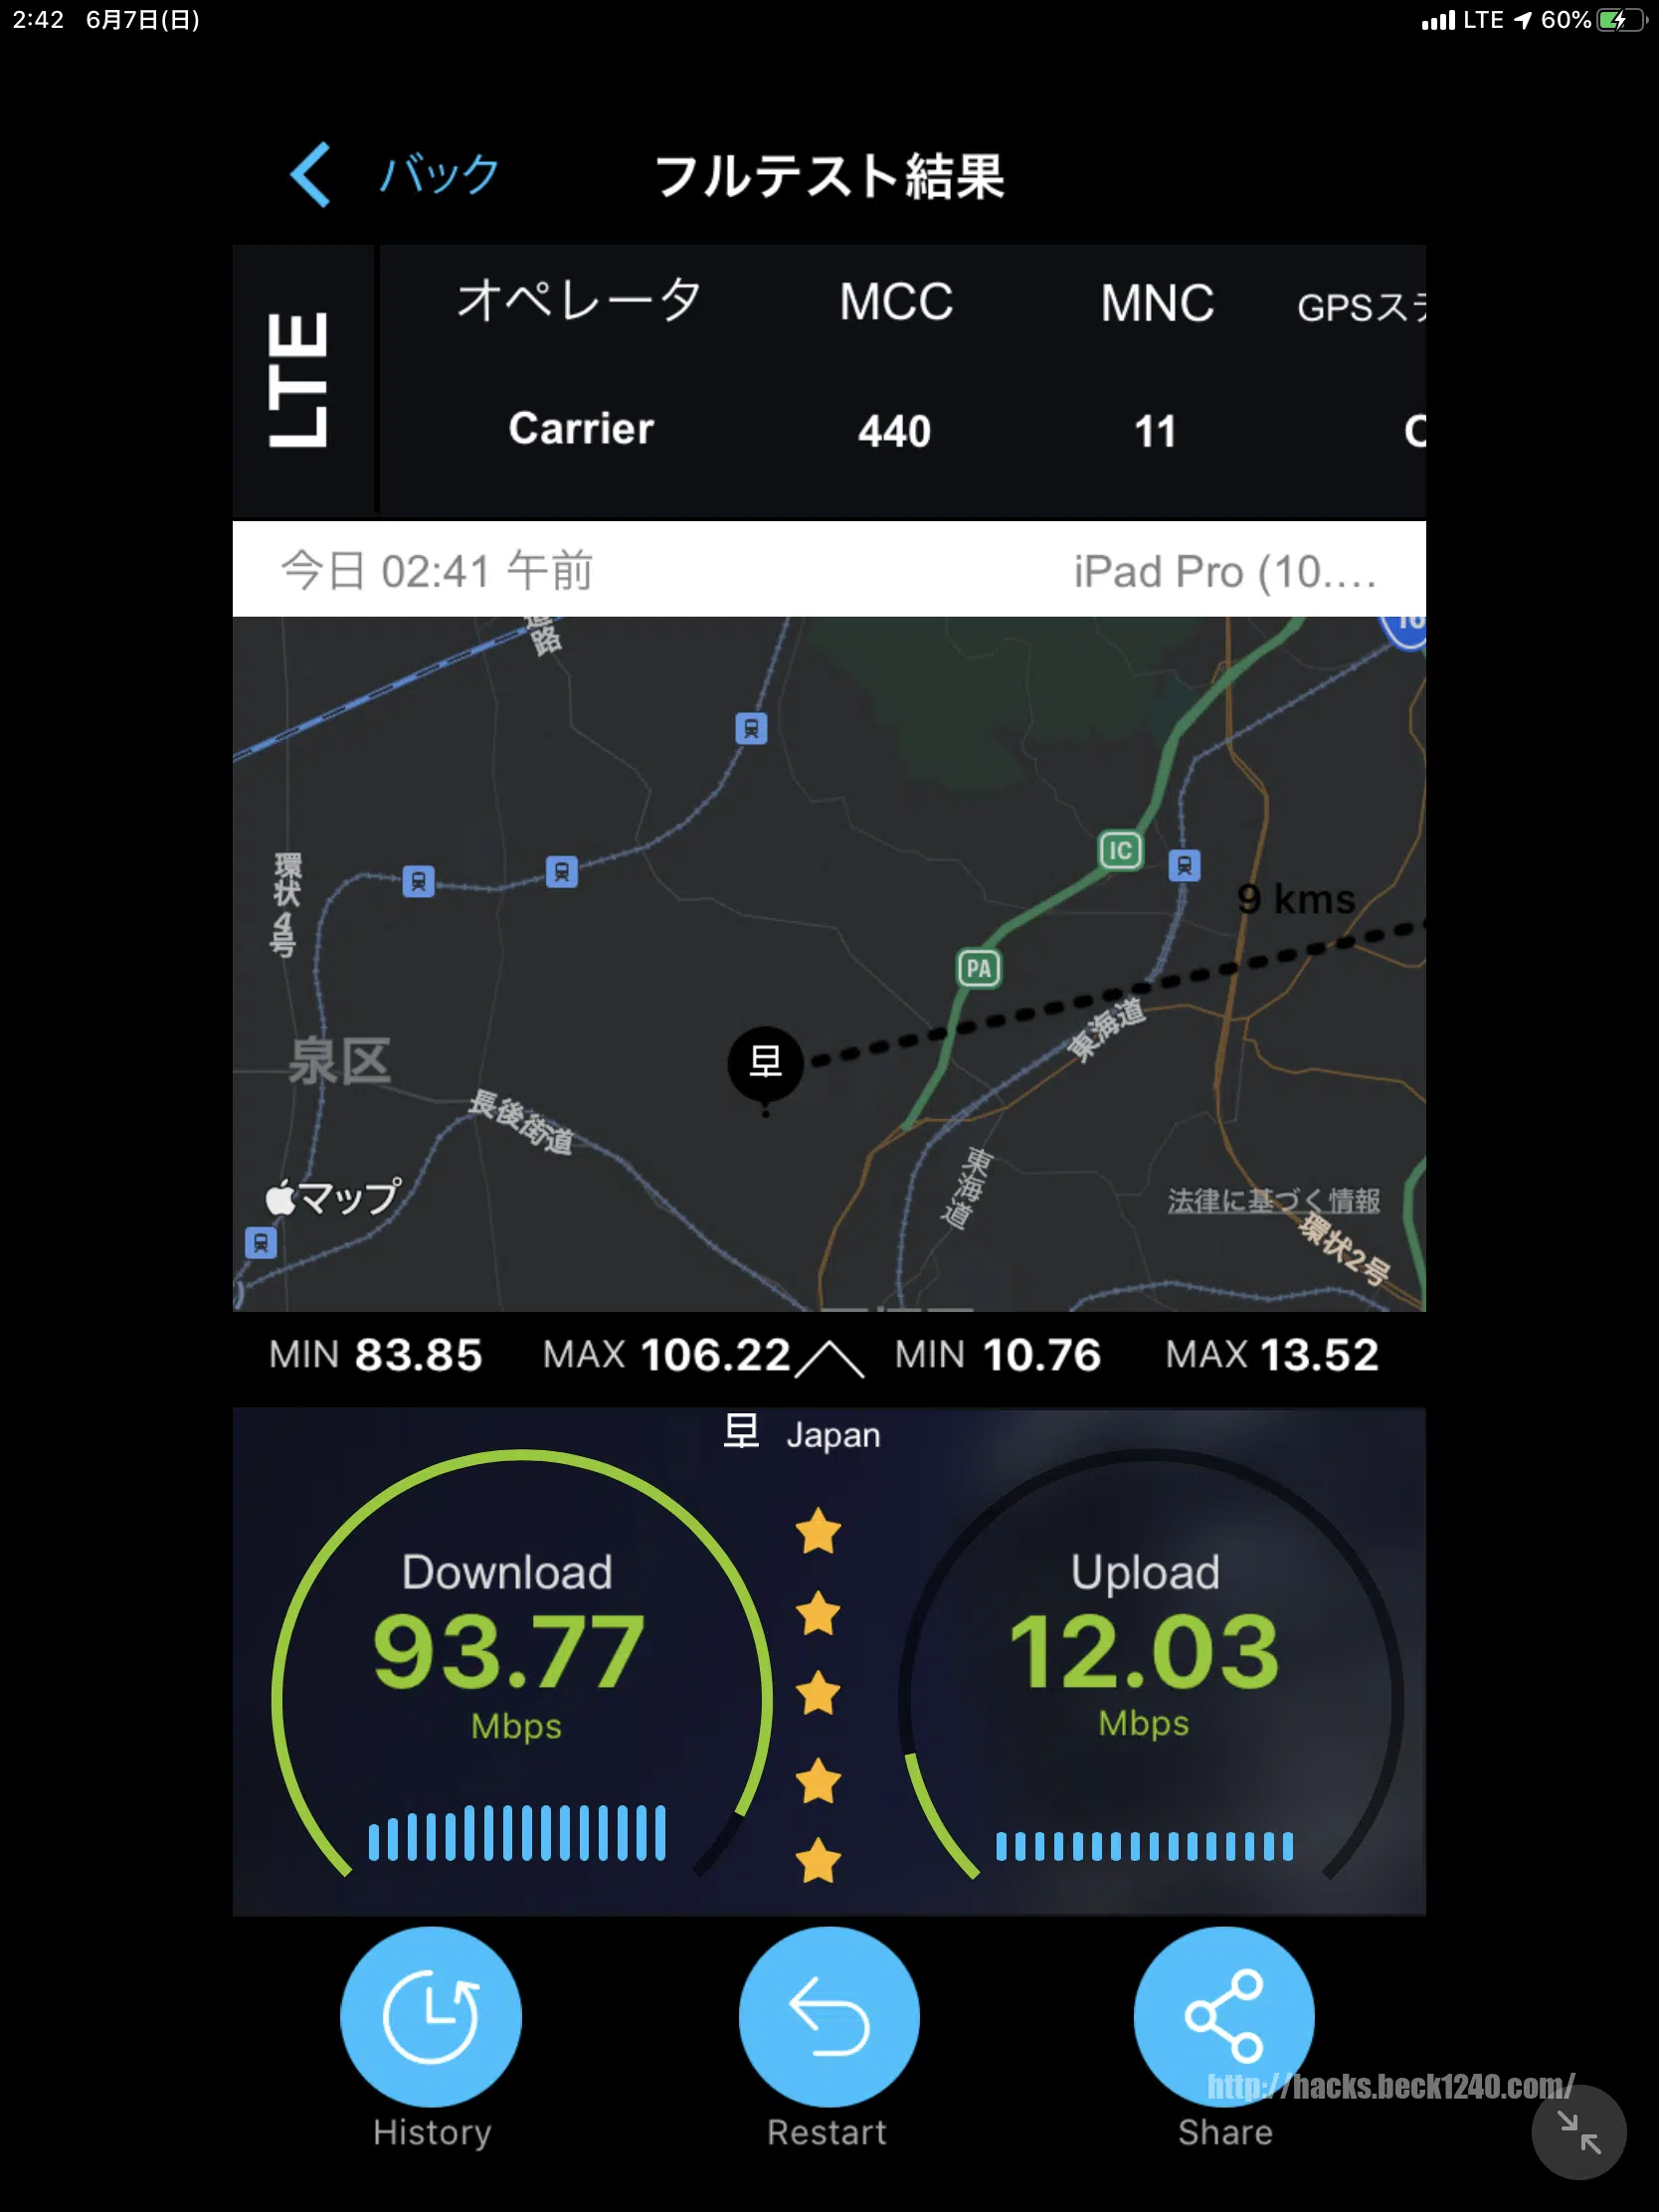 2:42 6月7日(日) LTE 60%
バック フルテスト結果
LTE
オペレータ MCC MNC GPSステ
Carrier 440 11
今日 02:41 午前 iPad Pro (10....
道路
16
IC
9 kms
環状4号
PA
東海道
泉区
長後街道
東海道
マップ
法律に基づく情報
環状2号
MIN 83.85 MAX 106.22 MIN 10.76 MAX 13.52
Japan
Download Upload
93.77 12.03
Mbps Mbps
History Restart Share
http://hacks.beck1240.com/